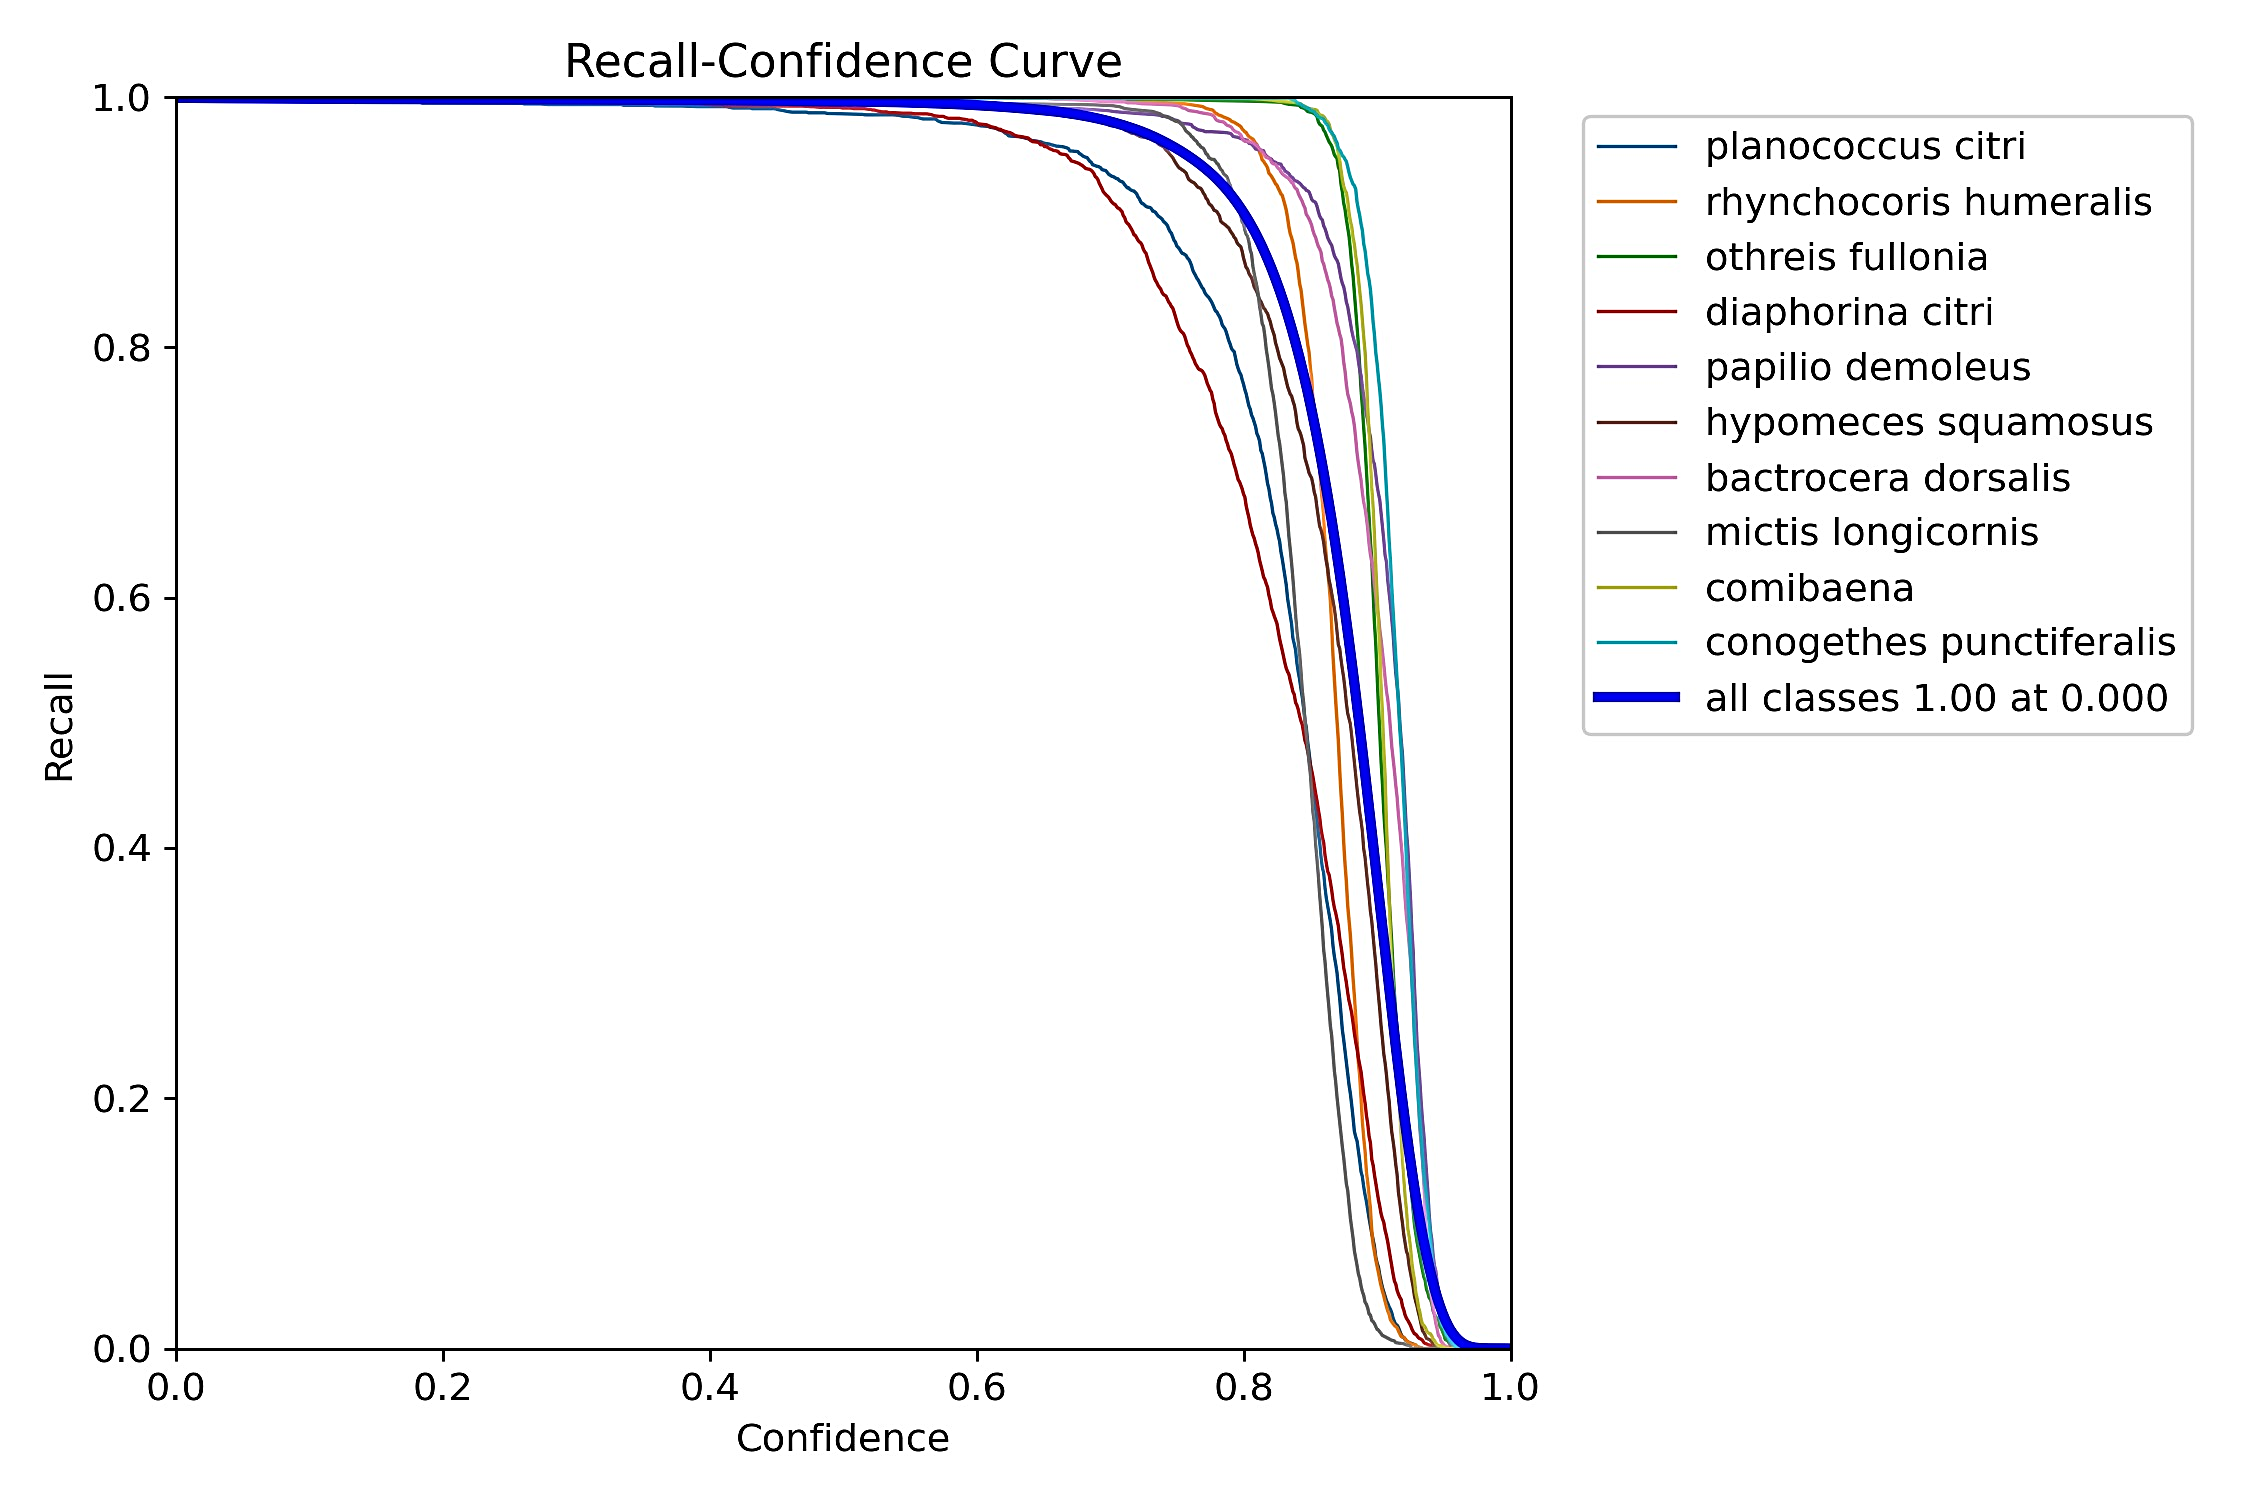 Recall-Confidence Curve
1.0
0.8
0.6
0.4
0.2
0.0
Recall
0.0 0.2 0.4 0.6 0.8 1.0
Confidence
planococcus citri
rhynchocoris humeralis
othreis fullonia
diaphorina citri
papilio demoleus
hypomeces squamosus
bactrocera dorsalis
mictis longicornis
comibaena
conogethes punctiferalis
all classes 1.00 at 0.000